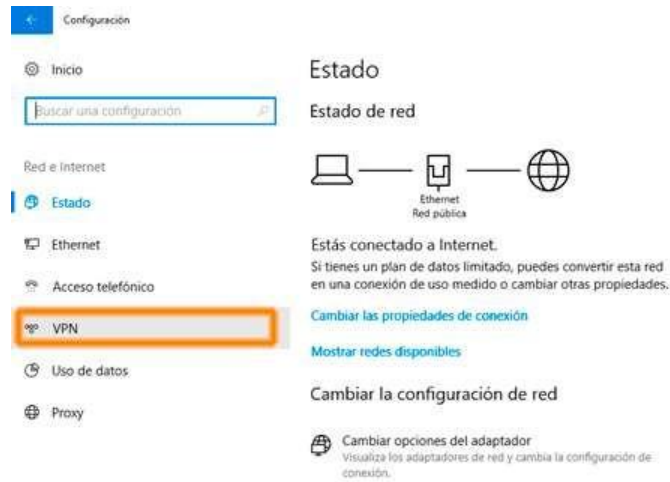 Configuración
Inicio
Buscar una configuración
Red e Internet
Estado
Ethernet
Acceso telefónico
VPN
Uso de datos
Proxy
Estado
Estado de red
Ethernet
Red pública
Estás conectado a Internet.
Si tienes un plan de datos limitado, puedes convertir esta red
en una conexión de uso medido o cambiar otras propiedades.
Cambiar las propiedades de conexión
Mostrar redes disponibles
Cambiar la configuración de red
Cambiar opciones del adaptador
Visualiza los adaptadores de red y cambia la configuración de
conexión.